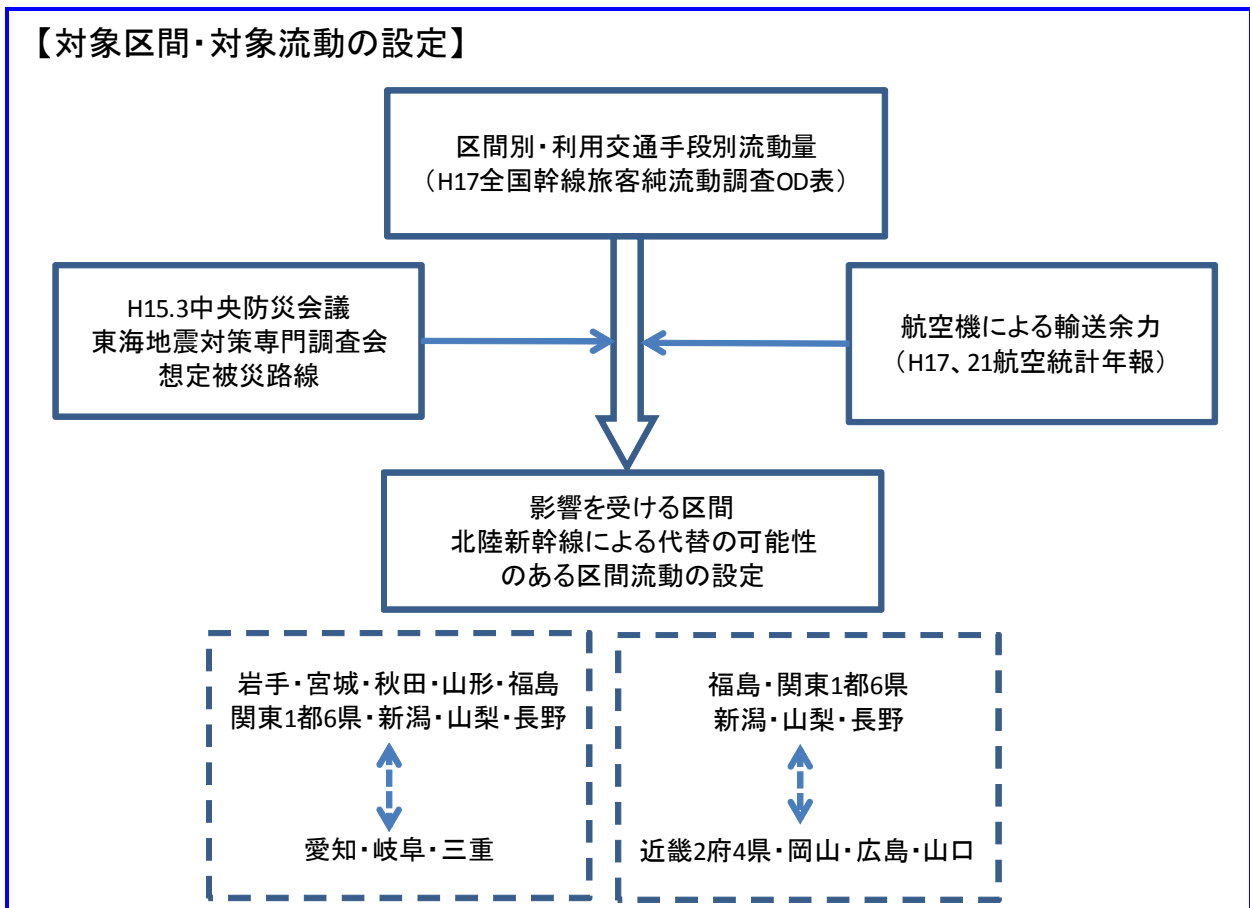 【対象区間・対象流動の設定】
区間別・利用交通手段別流動量
（H17全国幹線旅客純流動調査OD表）
H15.3中央防災会議
東海地震対策専門調査会
想定被災路線
航空機による輸送余力
（H17、21航空統計年報）
影響を受ける区間
北陸新幹線による代替の可能性
のある区間流動の設定
岩手・宮城・秋田・山形・福島
関東1都6県・新潟・山梨・長野
愛知・岐阜・三重
福島・関東1都6県
新潟・山梨・長野
近畿2府4県・岡山・広島・山口